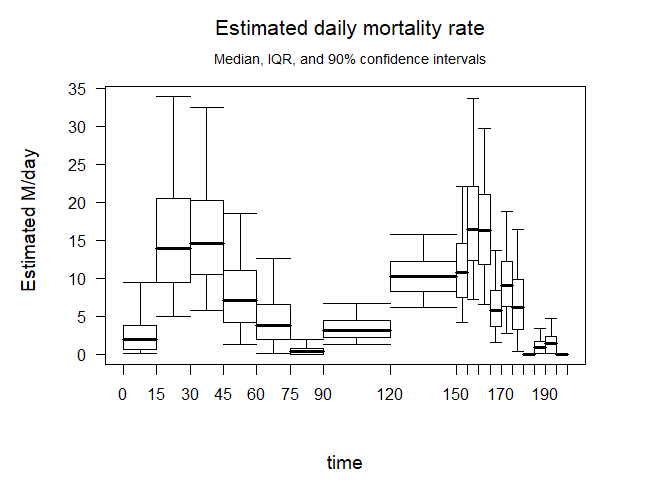 Estimated daily mortality rate
Median, IQR, and 90% confidence intervals
Estimated M/day
35
30
25
20
15
10
5
0
0 15 30 45 60 75 90 120 150 170 190
time